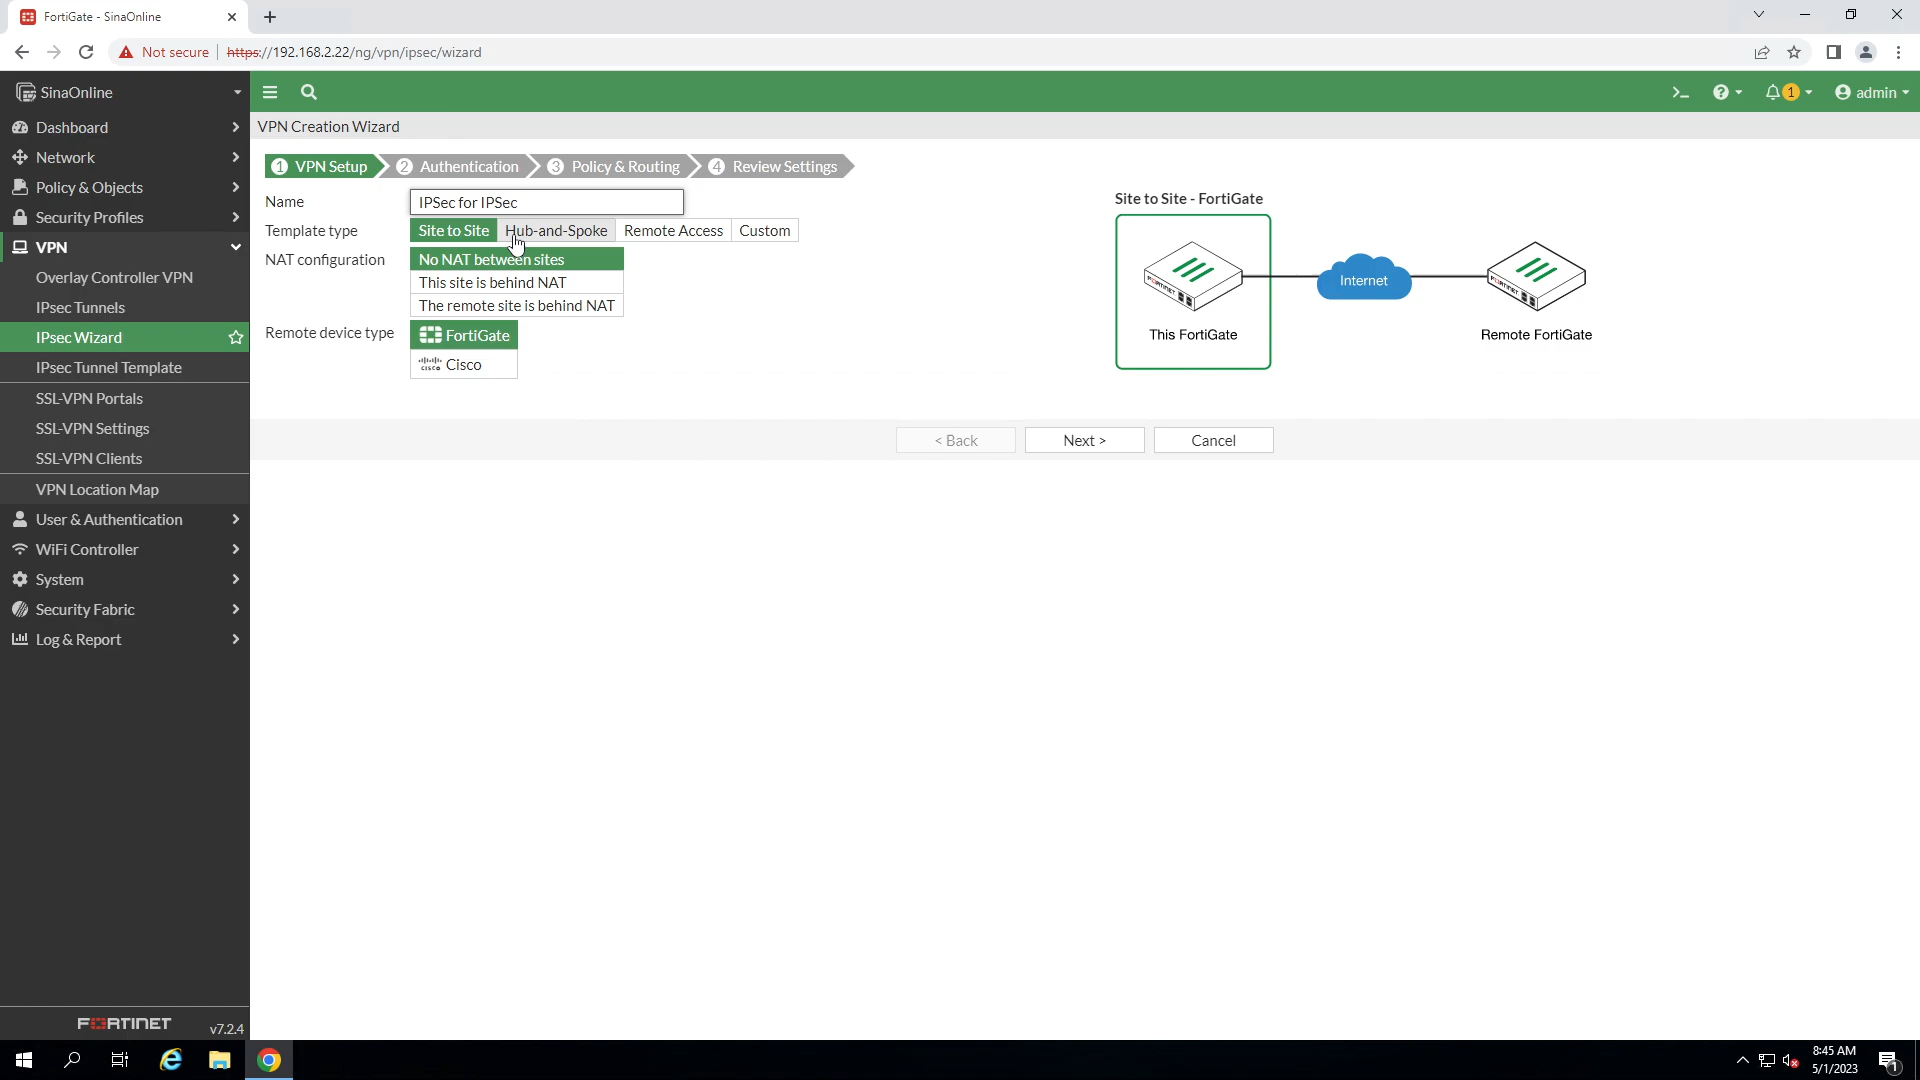 FortiGate - SinaOnline
Not secure
https://192.168.2.22/ng/vpn/ipsec/wizard
SinaOnline
1
admin
Dashboard
Network
Policy & Objects
Security Profiles
VPN
Overlay Controller VPN
IPsec Tunnels
IPsec Wizard
IPsec Tunnel Template
SSL-VPN Portals
SSL-VPN Settings
SSL-VPN Clients
VPN Location Map
User & Authentication
WiFi Controller
System
Security Fabric
Log & Report
FORTINET v7.2.4
VPN Creation Wizard
1 VPN Setup 2 Authentication 3 Policy & Routing 4 Review Settings
Name IPSec for IPSec
Template type Site to Site Hub-and-Spoke Remote Access Custom
NAT configuration No NAT between sites
This site is behind NAT
The remote site is behind NAT
Remote device type FortiGate
CISCO Cisco
Site to Site - FortiGate
FORTINET Internet FORTINET
This FortiGate Remote FortiGate
< Back Next > Cancel
8:45 AM
5/1/2023
1